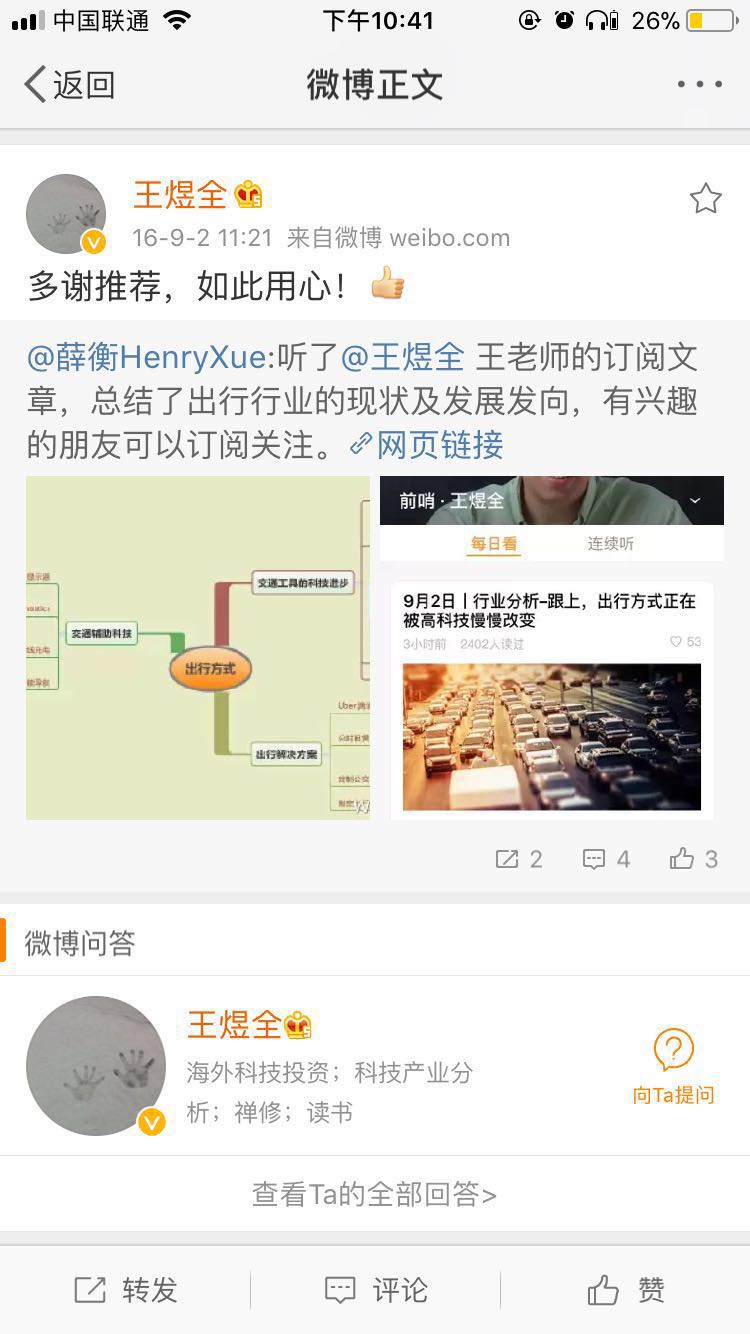 中国联通
下午10:41
26%
返回
微博正文
王煜全
16-9-2 11:21 来自微博 weibo.com
多谢推荐，如此用心！
@薛衡HenryXue:听了@王煜全 王老师的订阅文
章，总结了出行行业的现状及发展发向，有兴趣
的朋友可以订阅关注。网页链接
交通工具的科技进步
交通辅助科技
出行方式
出行解决方案
前哨·王煜全
每日看
连续听
9月2日丨行业分析–跟上，出行方式正在
被高科技慢慢改变
3小时前 2402人读过
53
2
4
3
微博问答
王煜全
海外科技投资；科技产业分
析；禅修；读书
向Ta提问
查看Ta的全部回答>
转发
评论
赞